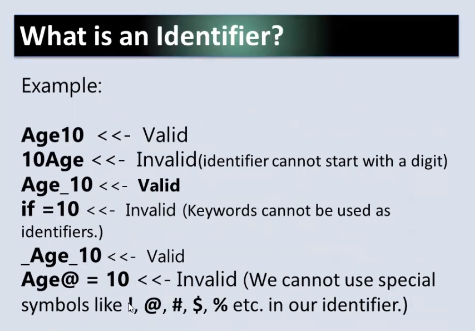 What is an Identifier?
Example:
Age10 <<- Valid
10Age <<- Invalid(identifier cannot start with a digit)
Age_10 <<- Valid
if =10 <<- Invalid (Keywords cannot be used as
identifiers.)
_Age_10 <<- Valid
Age@ = 10 <<- Invalid (We cannot use special
symbols like !, @, #, $, % etc. in our identifier.)